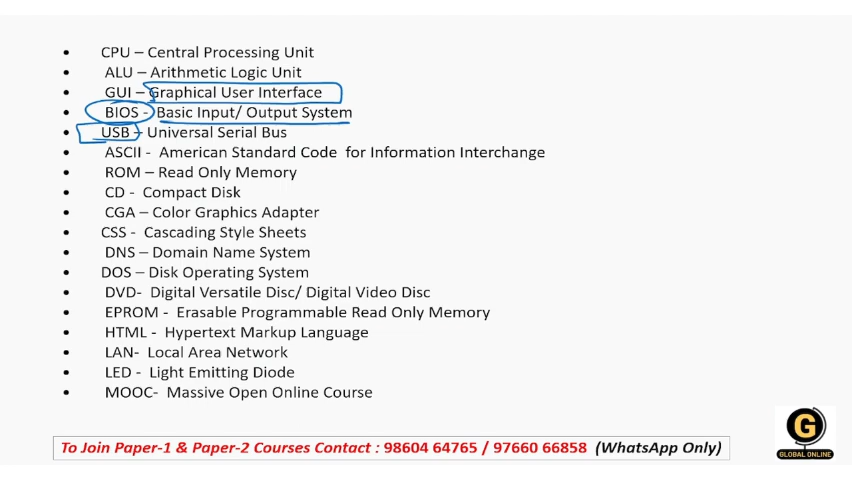 • CPU – Central Processing Unit
• ALU – Arithmetic Logic Unit
• GUI – Graphical User Interface
• BIOS - Basic Input/ Output System
• USB – Universal Serial Bus
• ASCII - American Standard Code for Information Interchange
• ROM – Read Only Memory
• CD - Compact Disk
• CGA – Color Graphics Adapter
• CSS - Cascading Style Sheets
• DNS – Domain Name System
• DOS – Disk Operating System
• DVD- Digital Versatile Disc/ Digital Video Disc
• EPROM - Erasable Programmable Read Only Memory
• HTML - Hypertext Markup Language
• LAN- Local Area Network
• LED - Light Emitting Diode
• MOOC- Massive Open Online Course
To Join Paper-1 & Paper-2 Courses Contact : 98604 64765 / 97660 66858 (WhatsApp Only)
G
GLOBAL ONLINE